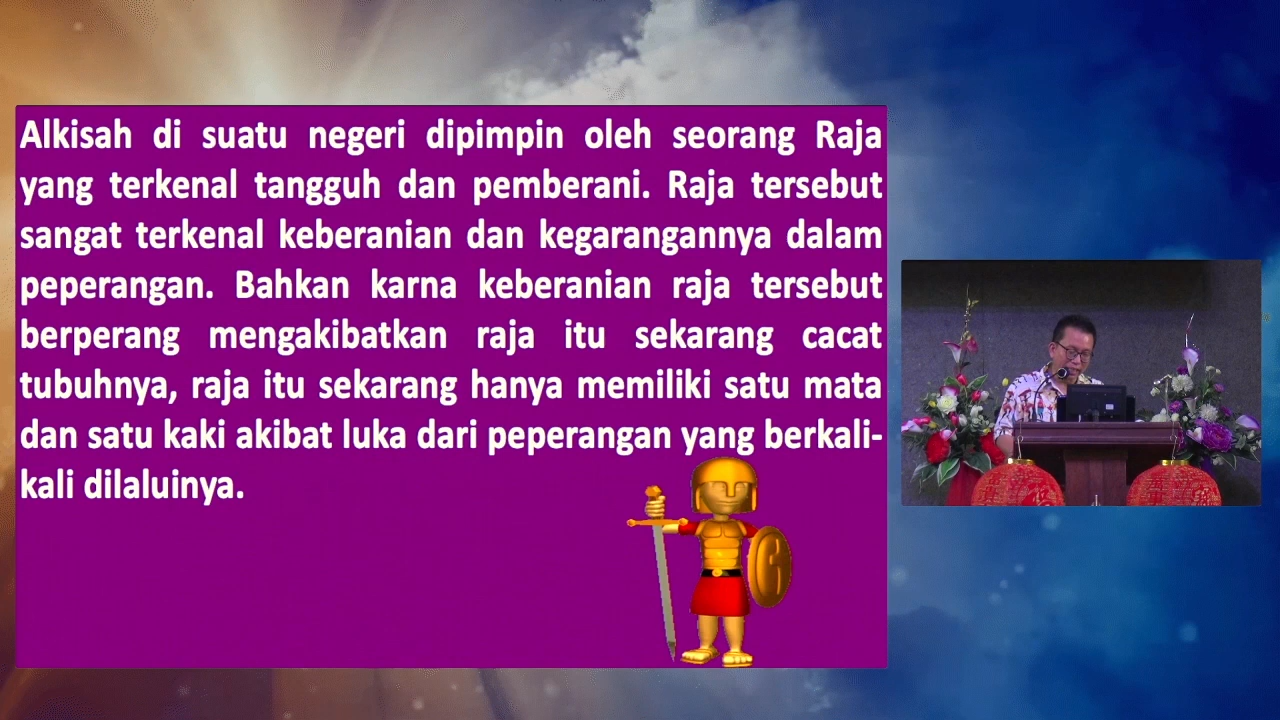 Alkisah di suatu negeri dipimpin oleh seorang Raja
yang terkenal tangguh dan pemberani. Raja tersebut
sangat terkenal keberanian dan kegarangannya dalam
peperangan. Bahkan karna keberanian raja tersebut
berperang mengakibatkan raja itu sekarang cacat
tubuhnya, raja itu sekarang hanya memiliki satu mata
dan satu kaki akibat luka dari peperangan yang berkali-
kali dilaluinya.